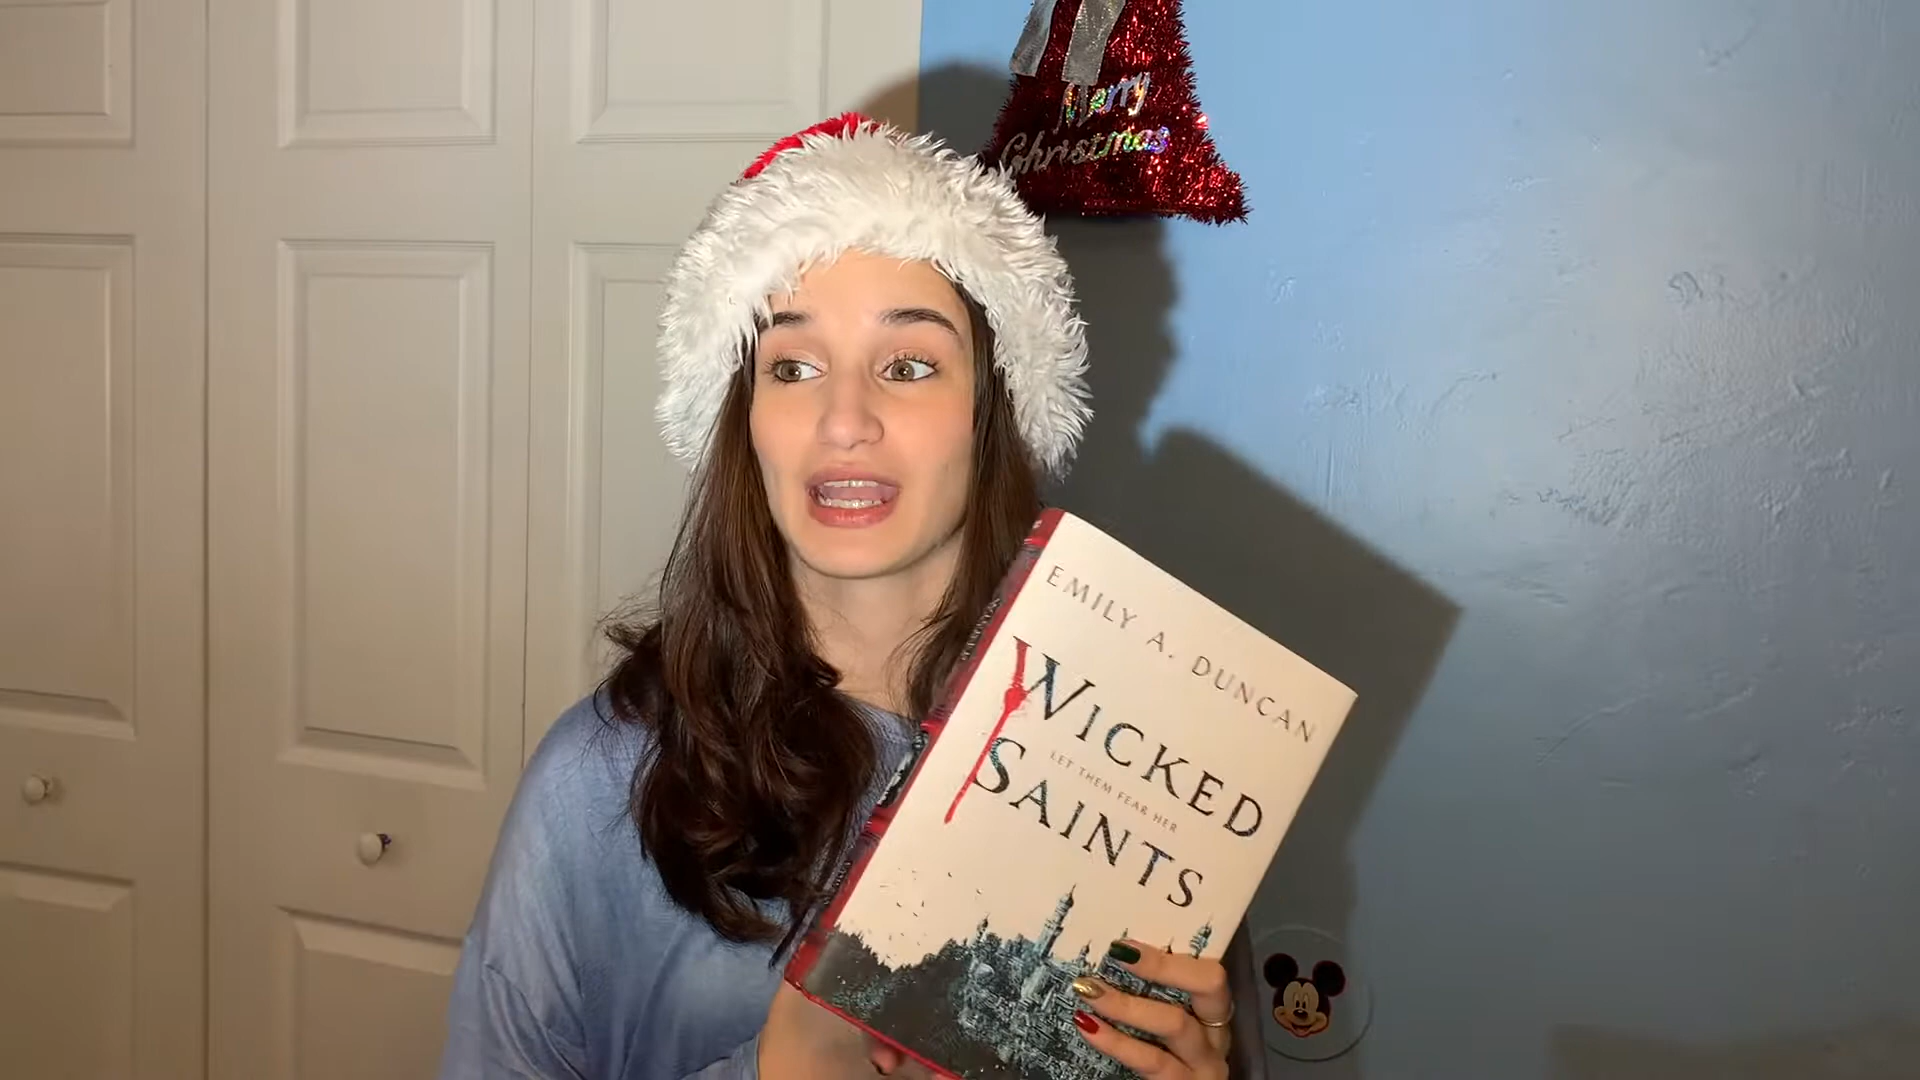 Merry
Christmas
EMILY A. DUNCAN
WICKED
LET THEM FEAR HER
SAINTS